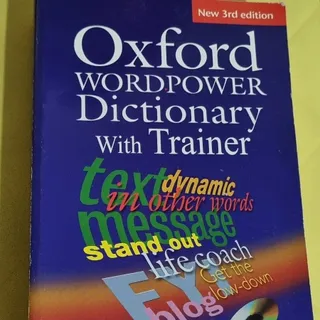 New 3rd edition
Oxford
WORDPOWER
Dictionary
With Trainer
text
dynamic
in other words
message
stand out
life coach
Get the
low-down
blog